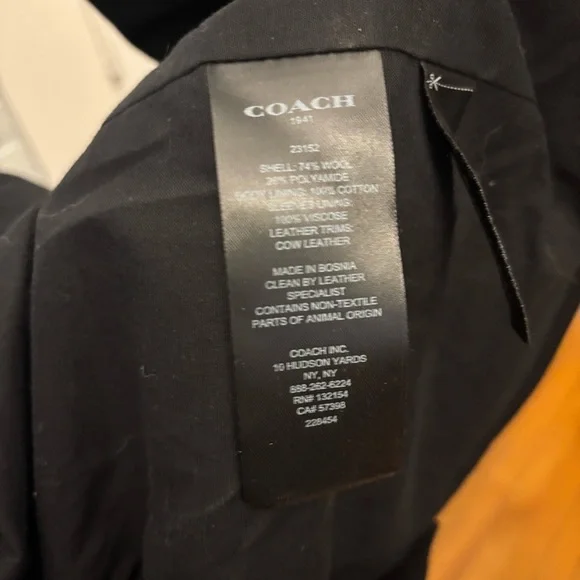 COACH
1941
23152
SHELL: 74% WOOL
26% POLYAMIDE
BODY LINING: 100% COTTON
SLEEVES LINING:
100% VISCOSE
LEATHER TRIMS:
COW LEATHER
MADE IN BOSNIA
CLEAN BY LEATHER
SPECIALIST
CONTAINS NON-TEXTILE
PARTS OF ANIMAL ORIGIN
COACH INC.
10 HUDSON YARDS
NY, NY
888-262-6224
RN# 132154
CA# 57398
228454